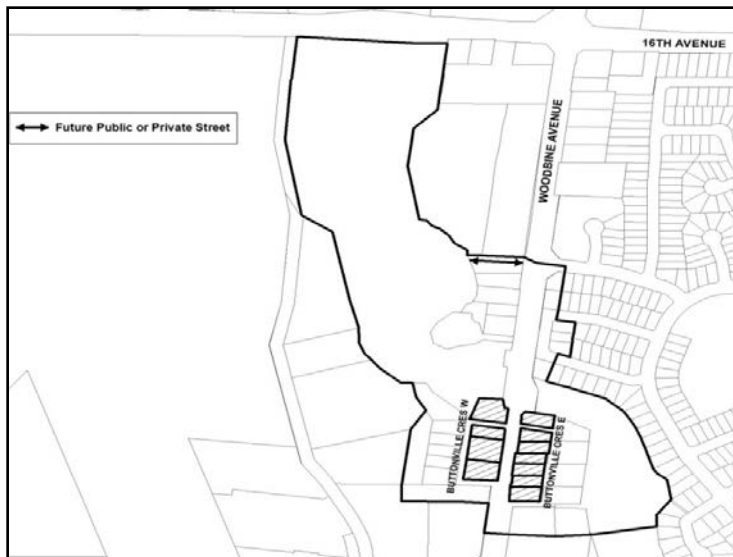 16TH AVENUE
Future Public or Private Street
WOODBINE AVENUE
BUTTONVILLE CRES W
BUTTONVILLE CRES E